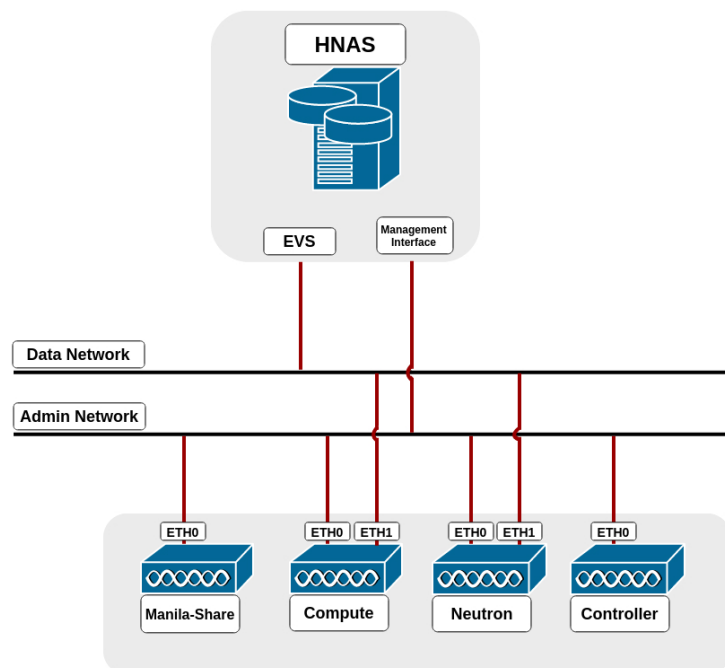 HNAS
EVS
Management
Interface
Data Network
Admin Network
ETH0
ETH0
ETH1
ETH0
ETH1
ETH0
Manila-Share
Compute
Neutron
Controller